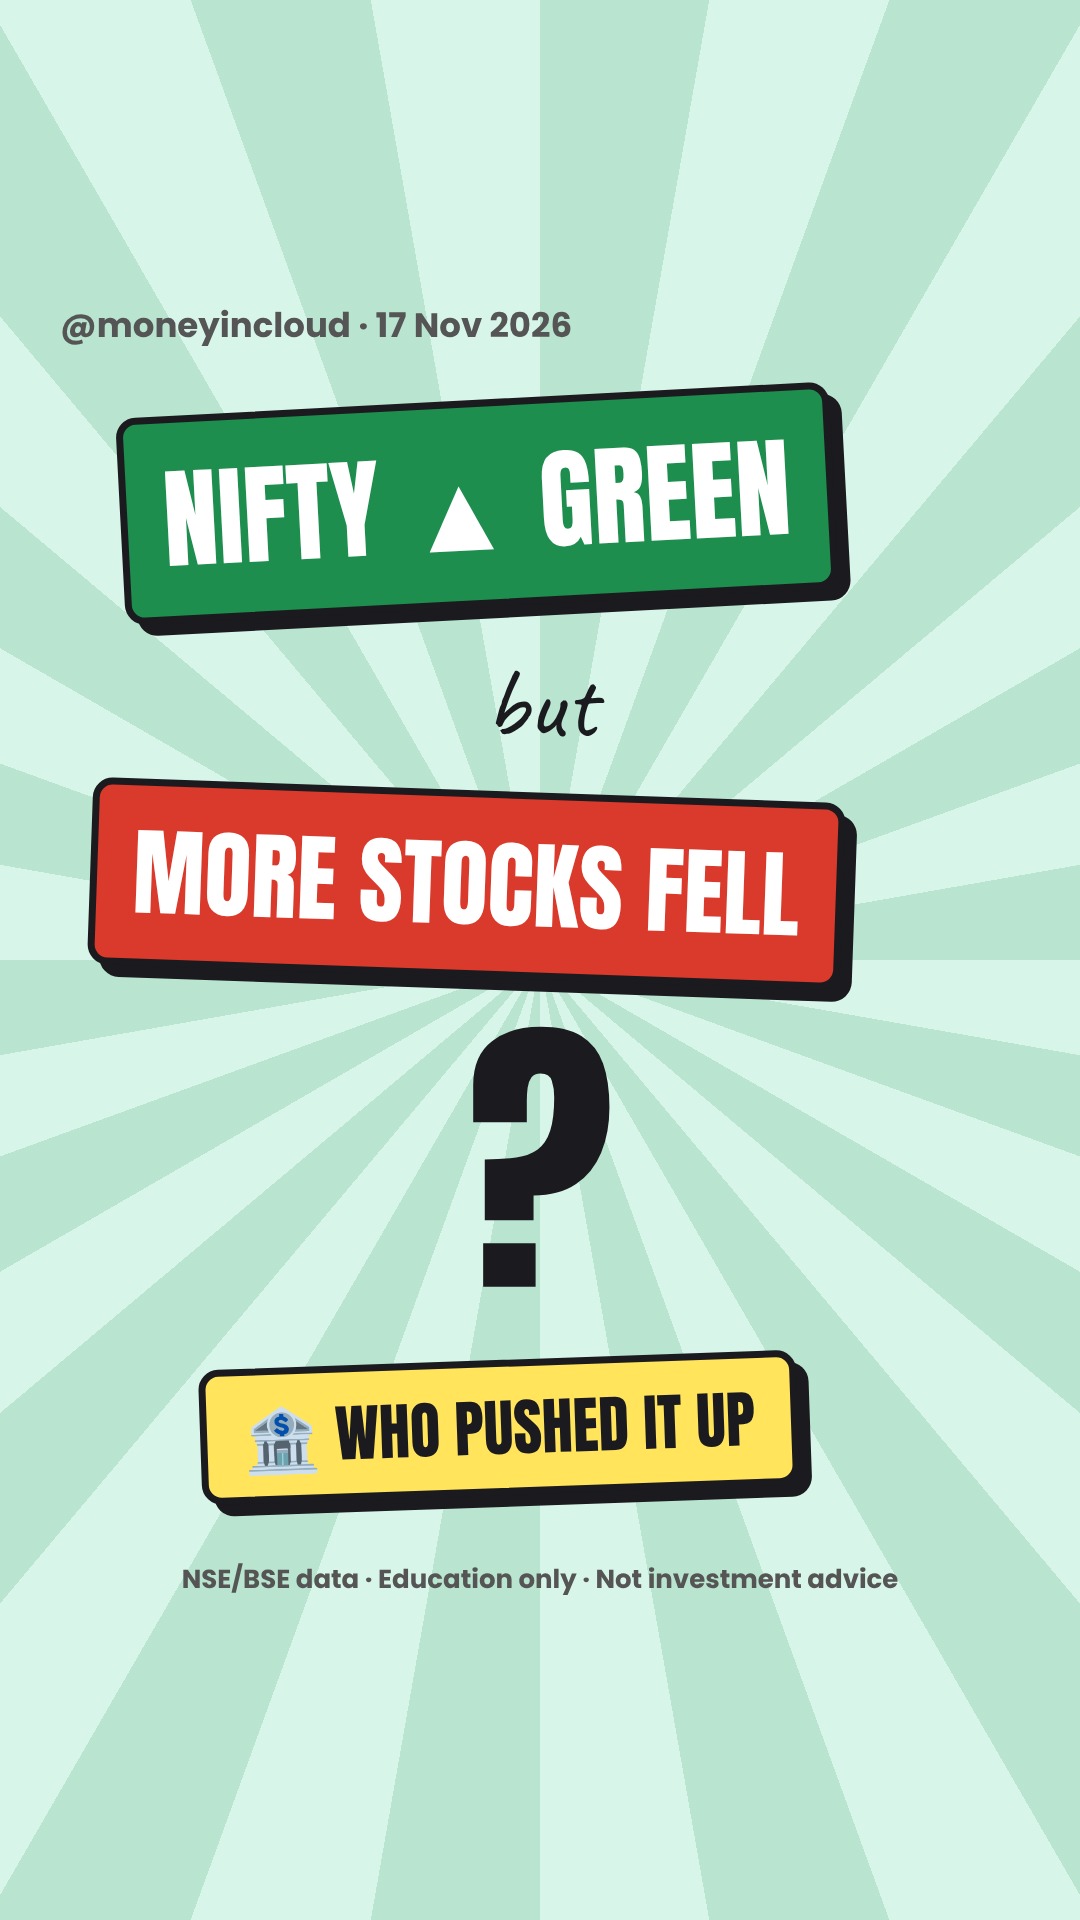 @moneyincloud · 17 Nov 2026
NIFTY ▲ GREEN
but
MORE STOCKS FELL
?
WHO PUSHED IT UP
NSE/BSE data · Education only · Not investment advice